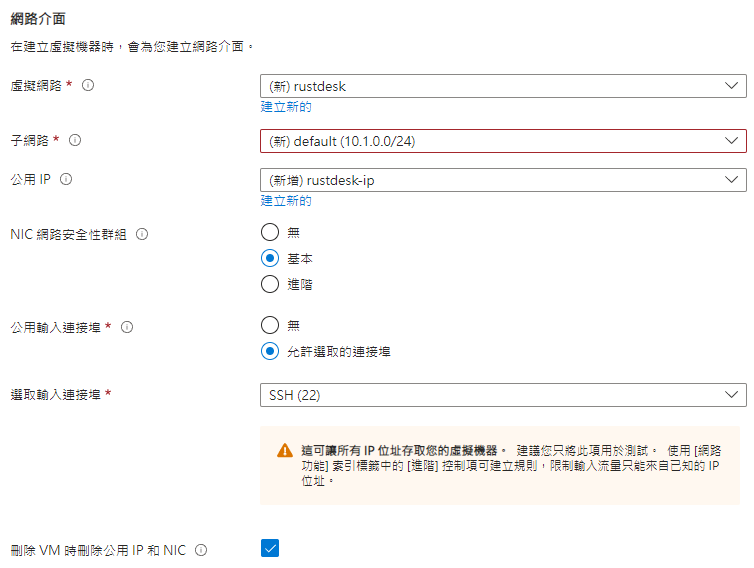 網路介面
在建立虛擬機器時，會為您建立網路介面。
虛擬網路 *
(新) rustdesk
建立新的
子網路 *
(新) default (10.1.0.0/24)
公用 IP
(新增) rustdesk-ip
建立新的
NIC 網路安全性群組
無
基本
進階
公用輸入連接埠 *
無
允許選取的連接埠
選取輸入連接埠 *
SSH (22)
這可讓所有 IP 位址存取您的虛擬機器。 建議您只將此項用於測試。 使用 [網路
功能] 索引標籤中的 [進階] 控制項可建立規則，限制輸入流量只能來自已知的 IP
位址。
刪除 VM 時刪除公用 IP 和 NIC